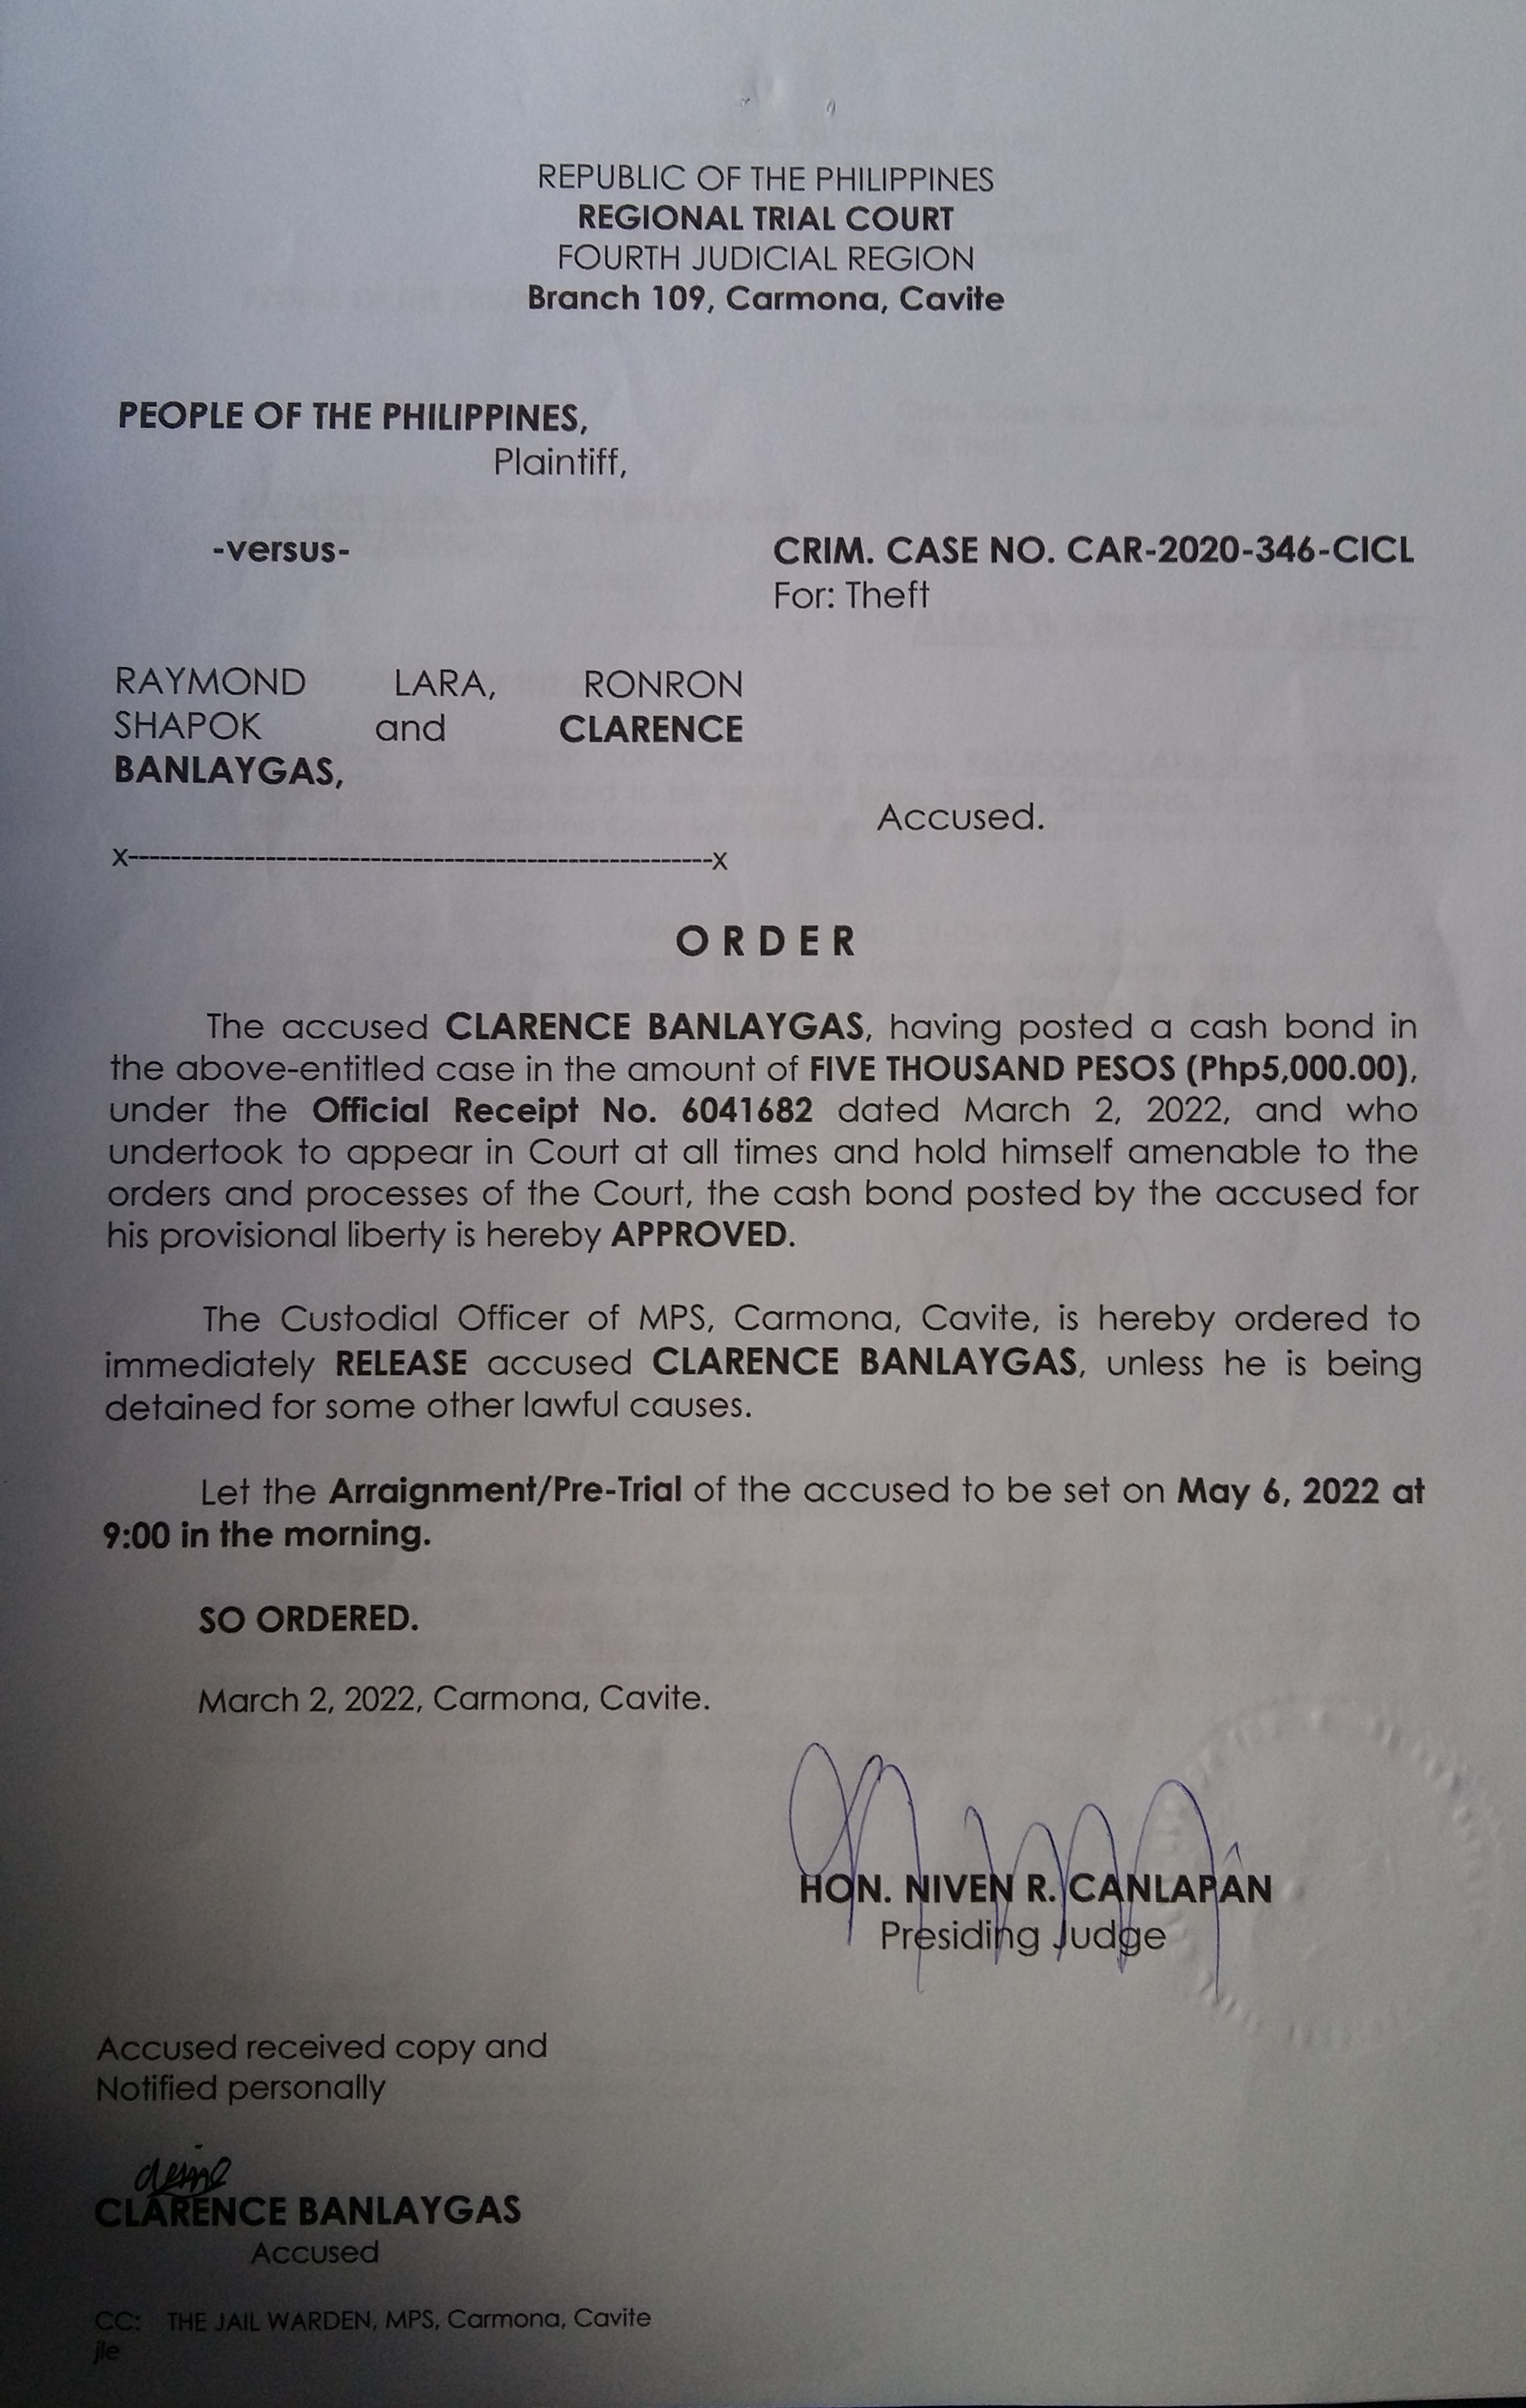 REPUBLIC OF THE PHILIPPINES
REGIONAL TRIAL COURT
FOURTH JUDICIAL REGION
Branch 109, Carmona, Cavite
PEOPLE OF THE PHILIPPINES,
Plaintiff,
-versus- CRIM. CASE NO. CAR-2020-346-CICL
For: Theft
RAYMOND LARA, RONRON
SHAPOK and CLARENCE
BANLAYGAS,
Accused.
x-------------------------------------------------------x
O R D E R
The accused CLARENCE BANLAYGAS, having posted a cash bond in
the above-entitled case in the amount of FIVE THOUSAND PESOS (Php5,000.00),
under the Official Receipt No. 6041682 dated March 2, 2022, and who
undertook to appear in Court at all times and hold himself amenable to the
orders and processes of the Court, the cash bond posted by the accused for
his provisional liberty is hereby APPROVED.
The Custodial Officer of MPS, Carmona, Cavite, is hereby ordered to
immediately RELEASE accused CLARENCE BANLAYGAS, unless he is being
detained for some other lawful causes.
Let the Arraignment/Pre-Trial of the accused to be set on May 6, 2022 at
9:00 in the morning.
SO ORDERED.
March 2, 2022, Carmona, Cavite.
HON. NIVEN R. CANLAPAN
Presiding Judge
Accused received copy and
Notified personally
CLARENCE BANLAYGAS
Accused
CC: THE JAIL WARDEN, MPS, Carmona, Cavite
jle